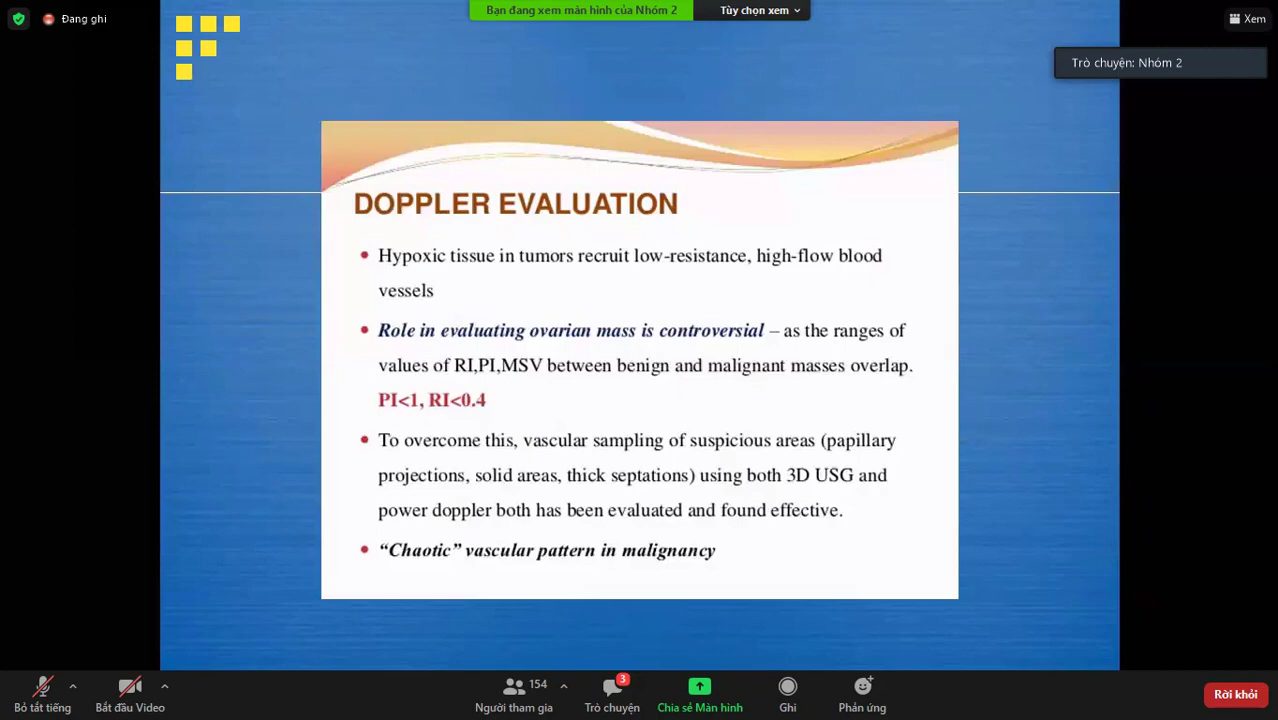 Đang ghi
Bạn đang xem màn hình của Nhóm 2
Tùy chọn xem
Xem
Trò chuyện: Nhóm 2
DOPPLER EVALUATION
• Hypoxic tissue in tumors recruit low-resistance, high-flow blood
vessels
• Role in evaluating ovarian mass is controversial – as the ranges of
values of RI,PI,MSV between benign and malignant masses overlap.
PI<1, RI<0.4
• To overcome this, vascular sampling of suspicious areas (papillary
projections, solid areas, thick septations) using both 3D USG and
power doppler both has been evaluated and found effective.
• “Chaotic” vascular pattern in malignancy
Bỏ tắt tiếng
Bắt đầu Video
154
Người tham gia
3
Trò chuyện
Chia sẻ Màn hình
Ghi
Phản ứng
Rời khỏi